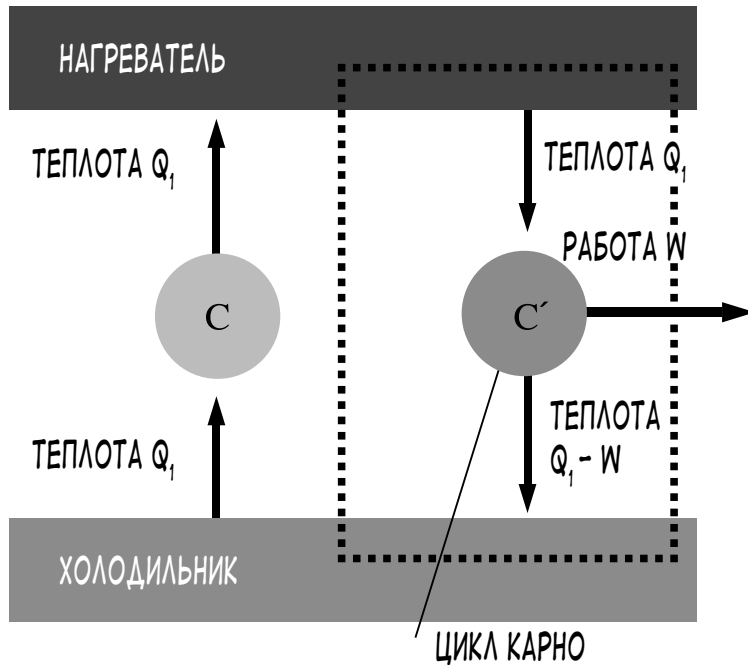 НАГРЕВАТЕЛЬ
ТЕПЛОТА Q₁
ТЕПЛОТА Q₁
РАБОТА W
C
C´
ТЕПЛОТА Q₁
ТЕПЛОТА
Q₁ – W
ХОЛОДИЛЬНИК
ЦИКЛ КАРНО